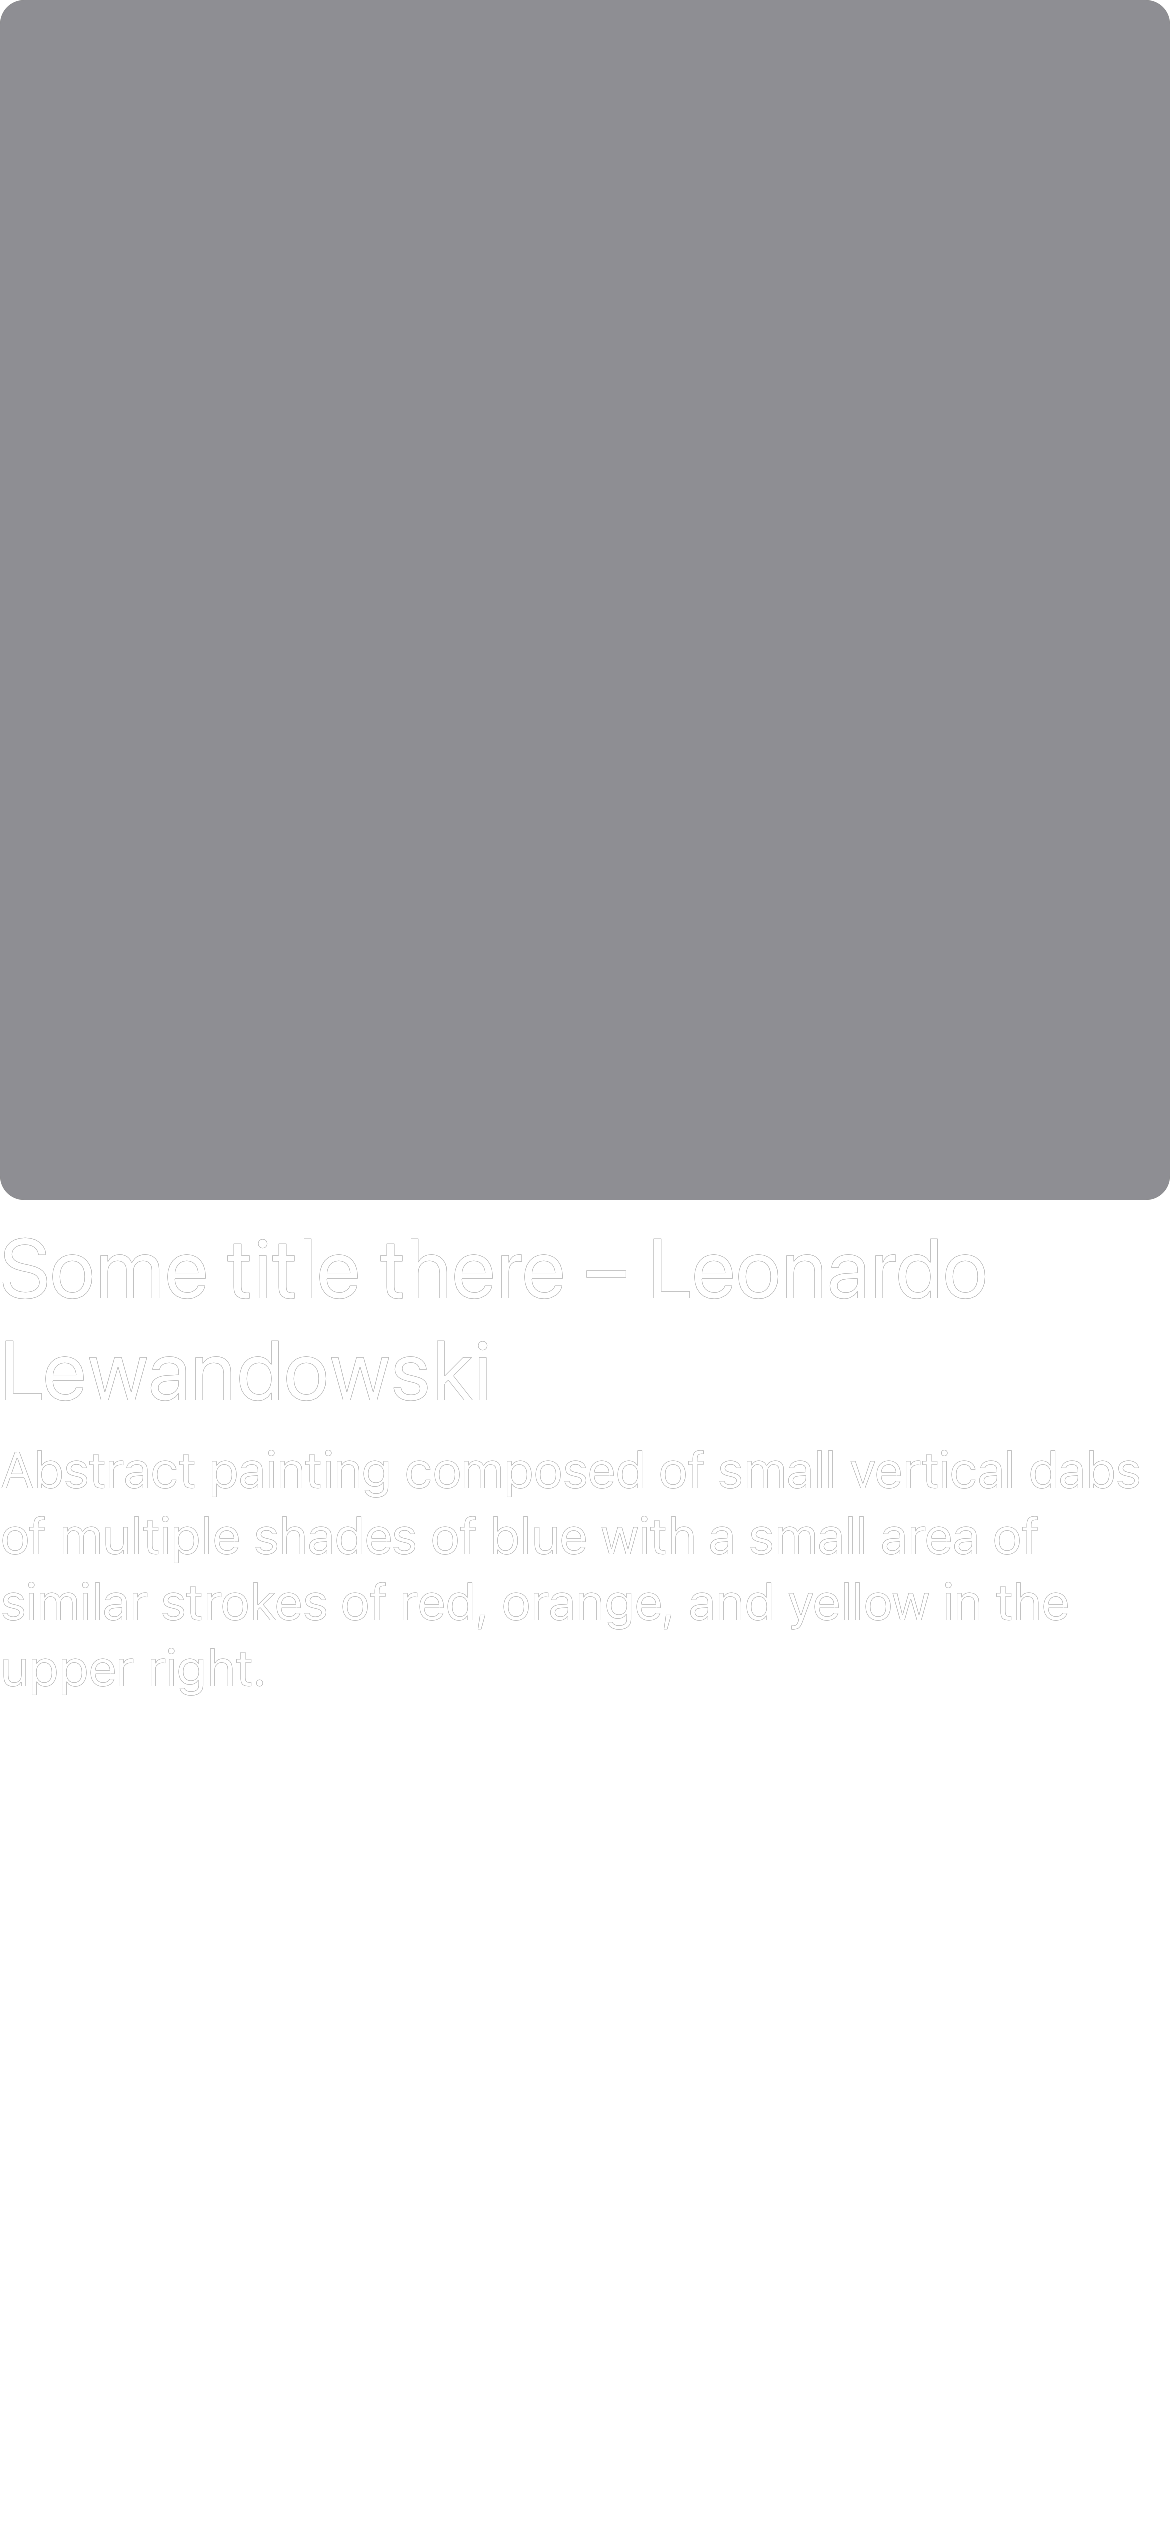 Some title there – Leonardo
Lewandowski
Abstract painting composed of small vertical dabs
of multiple shades of blue with a small area of
similar strokes of red, orange, and yellow in the
upper right.